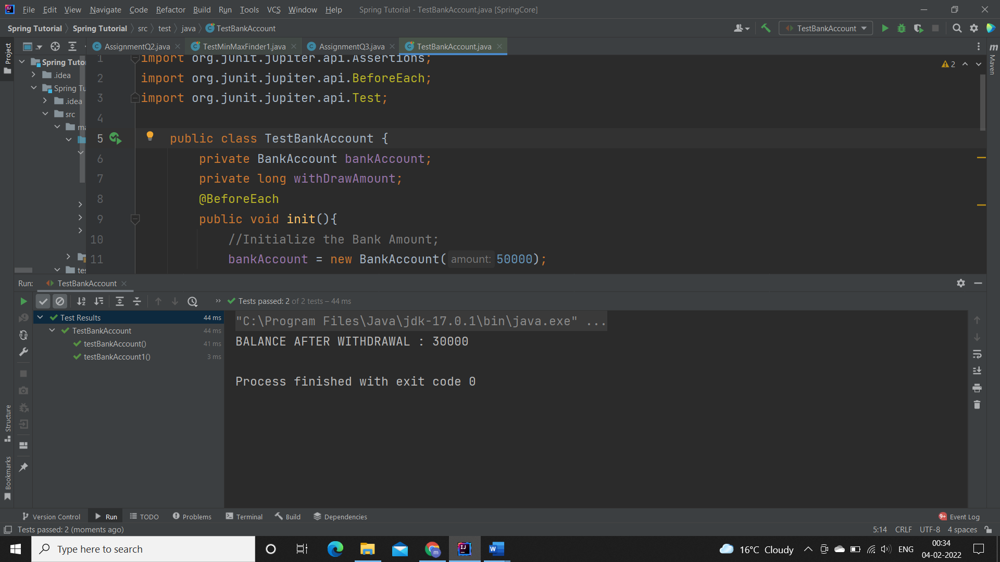 File Edit View Navigate Code Refactor Build Run Tools VCS Window Help Spring Tutorial - TestBankAccount.java [SpringCore]
Spring Tutorial Spring Tutorial src test java TestBankAccount
TestBankAccount
Project
AssignmentQ2.java TestMinMaxFinder1.java AssignmentQ3.java TestBankAccount.java
Maven
Spring Tuto
.idea
Spring Tu
.idea
src
ma
tes
2
1 import org.junit.jupiter.api.Assertions;
2 import org.junit.jupiter.api.BeforeEach;
3 import org.junit.jupiter.api.Test;
4
5 public class TestBankAccount {
6 private BankAccount bankAccount;
7 private long withDrawAmount;
8 @BeforeEach
9 public void init(){
10 //Initialize the Bank Amount;
11 bankAccount = new BankAccount( amount: 50000);
Run: TestBankAccount
Tests passed: 2 of 2 tests – 44 ms
Test Results 44 ms
TestBankAccount 44 ms
testBankAccount() 41 ms
testBankAccount1() 3 ms
"C:\Program Files\Java\jdk-17.0.1\bin\java.exe" ...
BALANCE AFTER WITHDRAWAL : 30000
Process finished with exit code 0
Structure
Bookmarks
Version Control Run TODO Problems Terminal Build Dependencies 9+ Event Log
Tests passed: 2 (moments ago) 5:14 CRLF UTF-8 4 spaces
Type here to search
16°C Cloudy ENG
00:34
04-02-2022